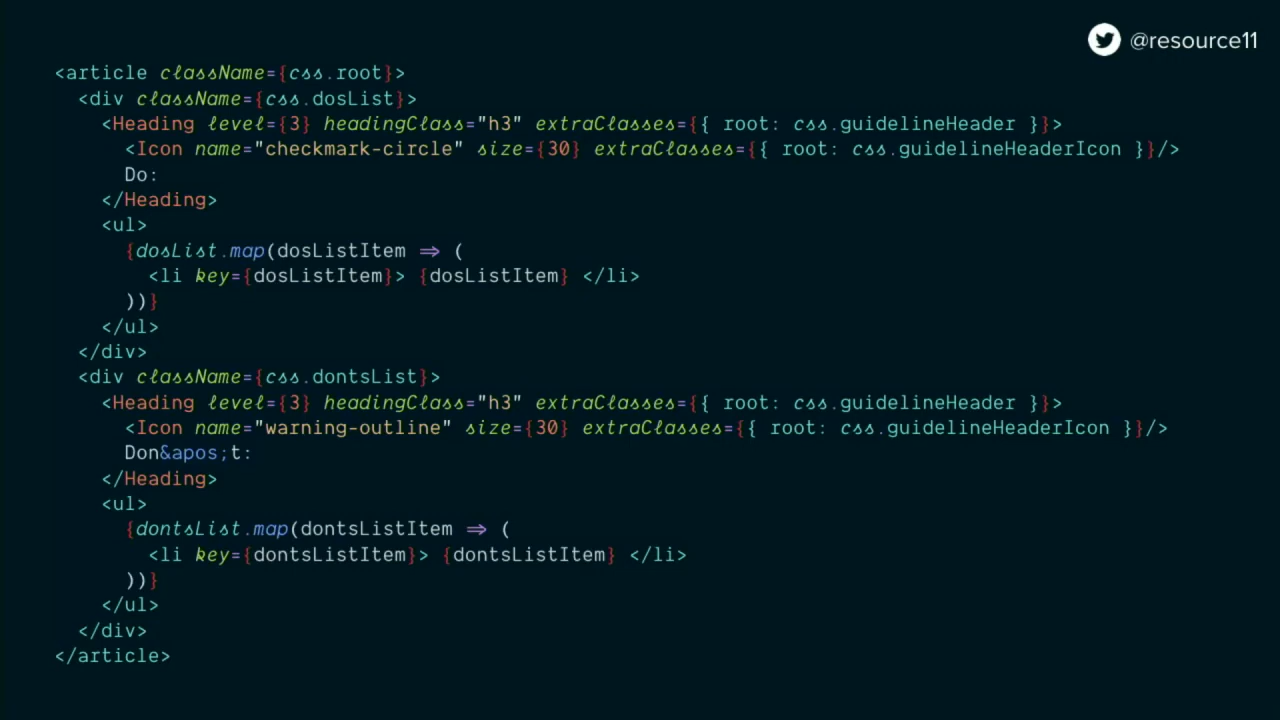 @resource11
<article className={css.root}>
<div className={css.dosList}>
<Heading level={3} headingClass="h3" extraClasses={{ root: css.guidelineHeader }}>
<Icon name="checkmark-circle" size={30} extraClasses={{ root: css.guidelineHeaderIcon }}/>
Do:
</Heading>
<ul>
{dosList.map(dosListItem => (
<li key={dosListItem}> {dosListItem} </li>
))}
</ul>
</div>
<div className={css.dontsList}>
<Heading level={3} headingClass="h3" extraClasses={{ root: css.guidelineHeader }}>
<Icon name="warning-outline" size={30} extraClasses={{ root: css.guidelineHeaderIcon }}/>
Don&apos;t:
</Heading>
<ul>
{dontsList.map(dontsListItem => (
<li key={dontsListItem}> {dontsListItem} </li>
))}
</ul>
</div>
</article>